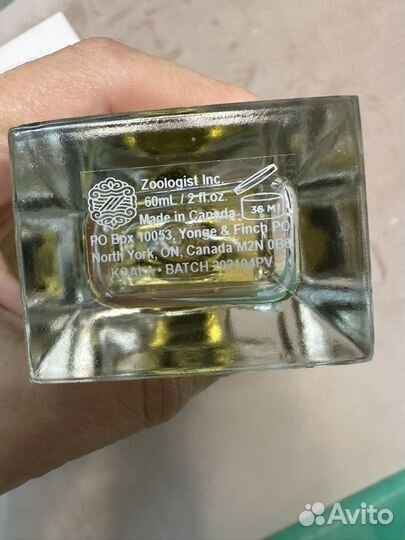 Zoologist Inc.
60mL / 2 fl.oz.
Made in Canada
36 M
PO Box 10053, Yonge & Finch PO
North York, ON, Canada M2N 0B6
KOALA • BATCH 202104PV
Avito